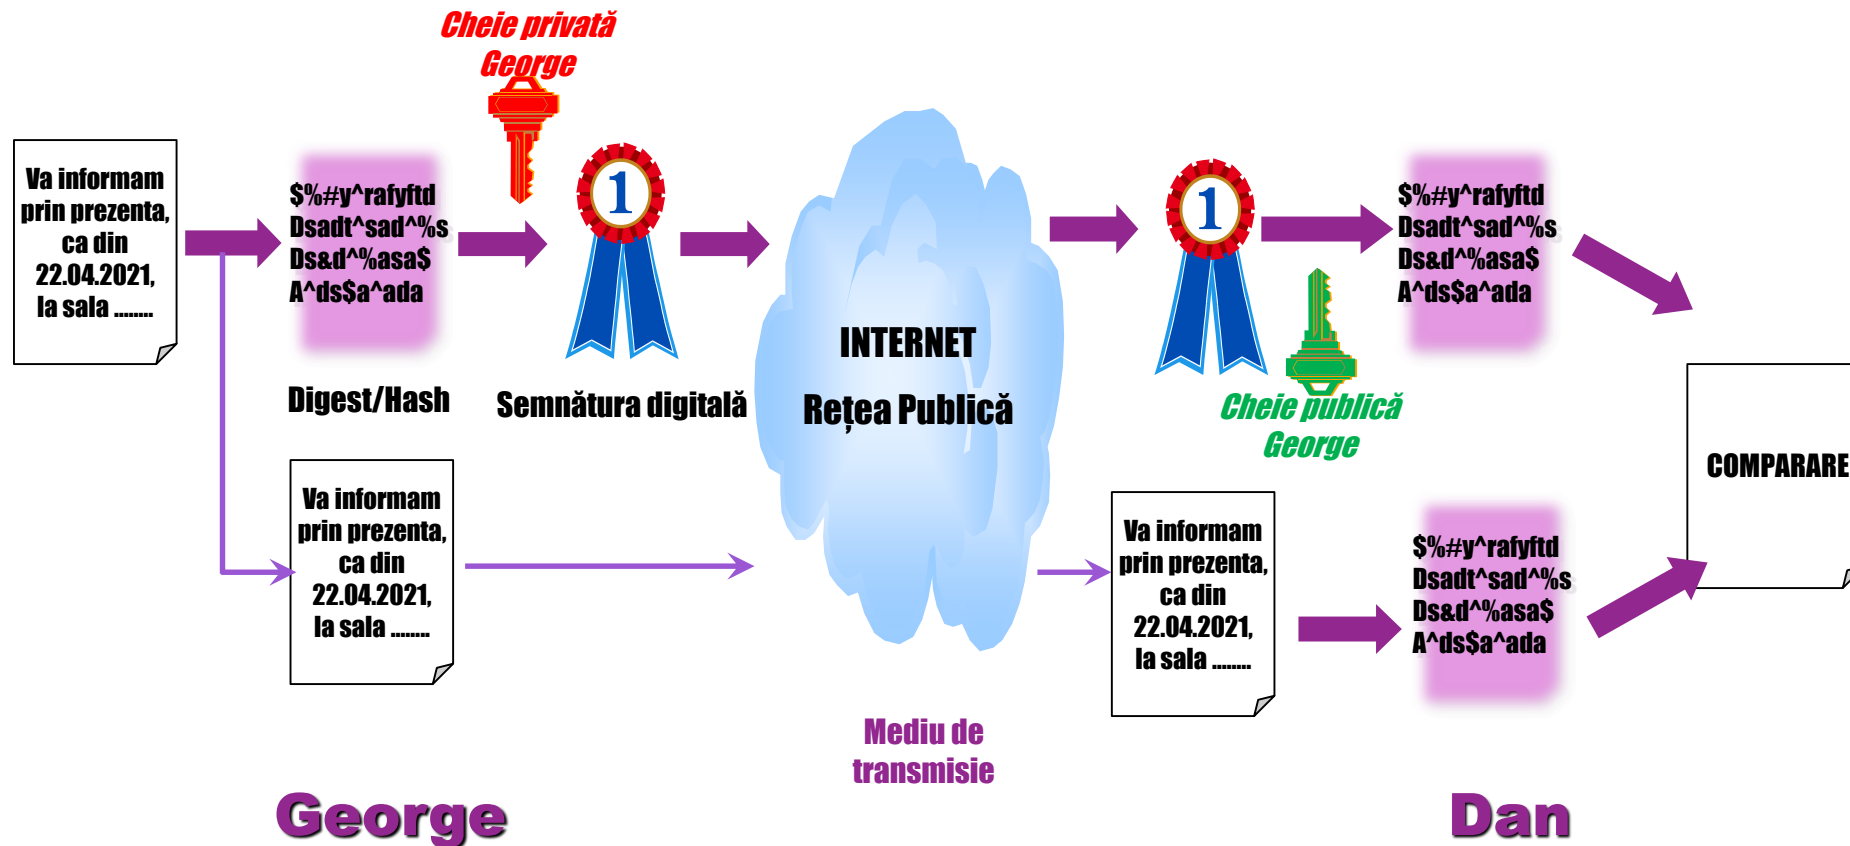 Cheie privată
George
Va informam
prin prezenta,
ca din
22.04.2021,
la sala ........
$%#y^rafyftd
Dsadt^sad^%s
Ds&d^%asa$
A^ds$a^ada
1
Digest/Hash
Semnătura digitală
Va informam
prin prezenta,
ca din
22.04.2021,
la sala ........
INTERNET
Rețea Publică
Mediu de
transmisie
1
Cheie publică
George
$%#y^rafyftd
Dsadt^sad^%s
Ds&d^%asa$
A^ds$a^ada
Va informam
prin prezenta,
ca din
22.04.2021,
la sala ........
$%#y^rafyftd
Dsadt^sad^%s
Ds&d^%asa$
A^ds$a^ada
COMPARARE
George
Dan